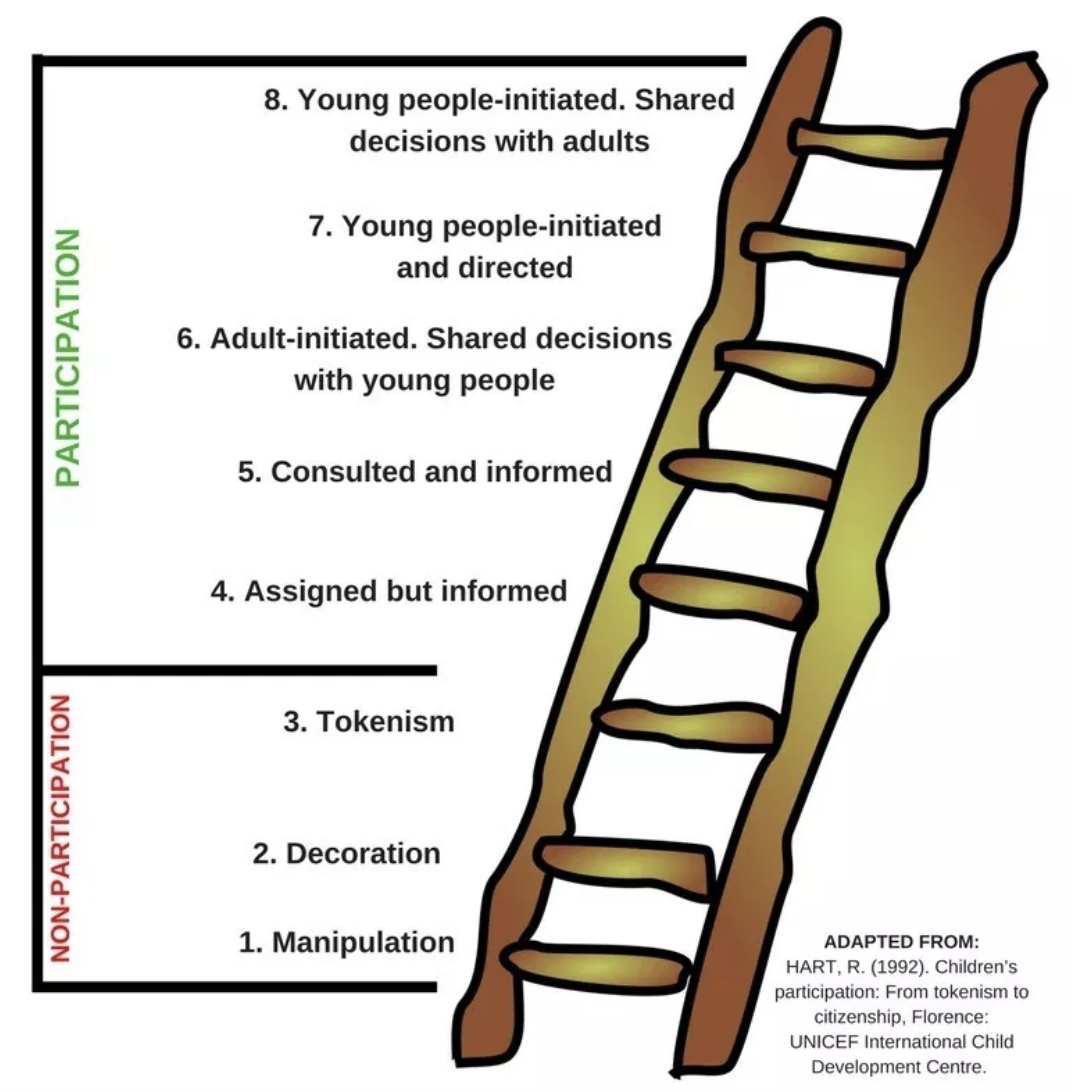 8. Young people-initiated. Shared
decisions with adults
7. Young people-initiated
and directed
6. Adult-initiated. Shared decisions
with young people
5. Consulted and informed
4. Assigned but informed
PARTICIPATION
3. Tokenism
2. Decoration
1. Manipulation
NON-PARTICIPATION
ADAPTED FROM:
HART, R. (1992). Children's
participation: From tokenism to
citizenship, Florence:
UNICEF International Child
Development Centre.